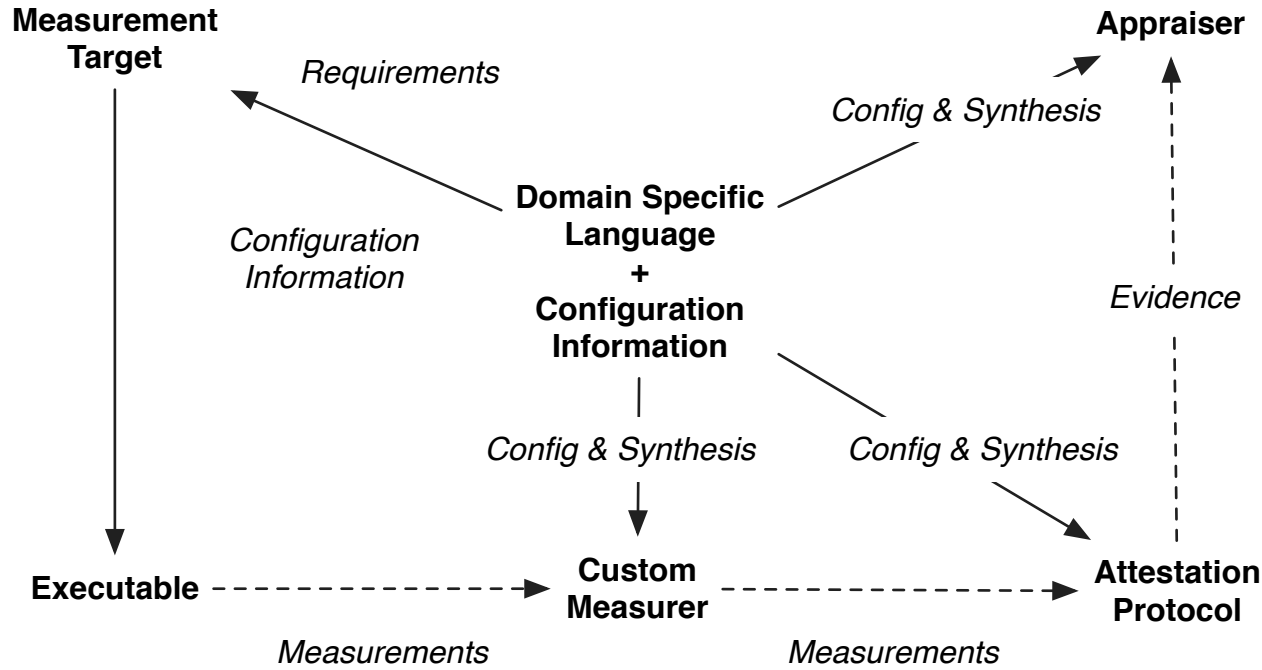 Measurement
Target
Appraiser
Requirements
Config & Synthesis
Domain Specific
Language
+
Configuration
Information
Configuration
Information
Evidence
Config & Synthesis
Config & Synthesis
Executable
Custom
Measurer
Attestation
Protocol
Measurements
Measurements